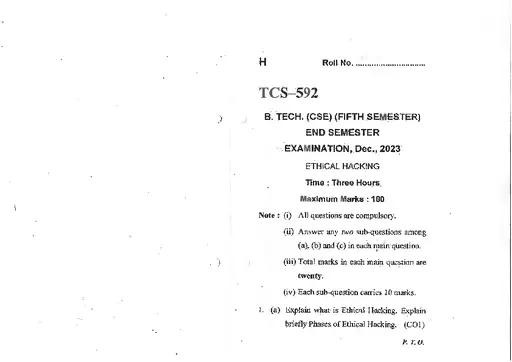 H Roll No. ..............................
TCS–592
B. TECH. (CSE) (FIFTH SEMESTER)
END SEMESTER
EXAMINATION, Dec., 2023
ETHICAL HACKING
Time : Three Hours
Maximum Marks : 100
Note : (i) All questions are compulsory.
(ii) Answer any two sub-questions among
(a), (b) and (c) in each main question.
(iii) Total marks in each main question are
twenty.
(iv) Each sub-question carries 10 marks.
1. (a) Explain what is Ethical Hacking. Explain
briefly Phases of Ethical Hacking. (CO1)
P. T. O.